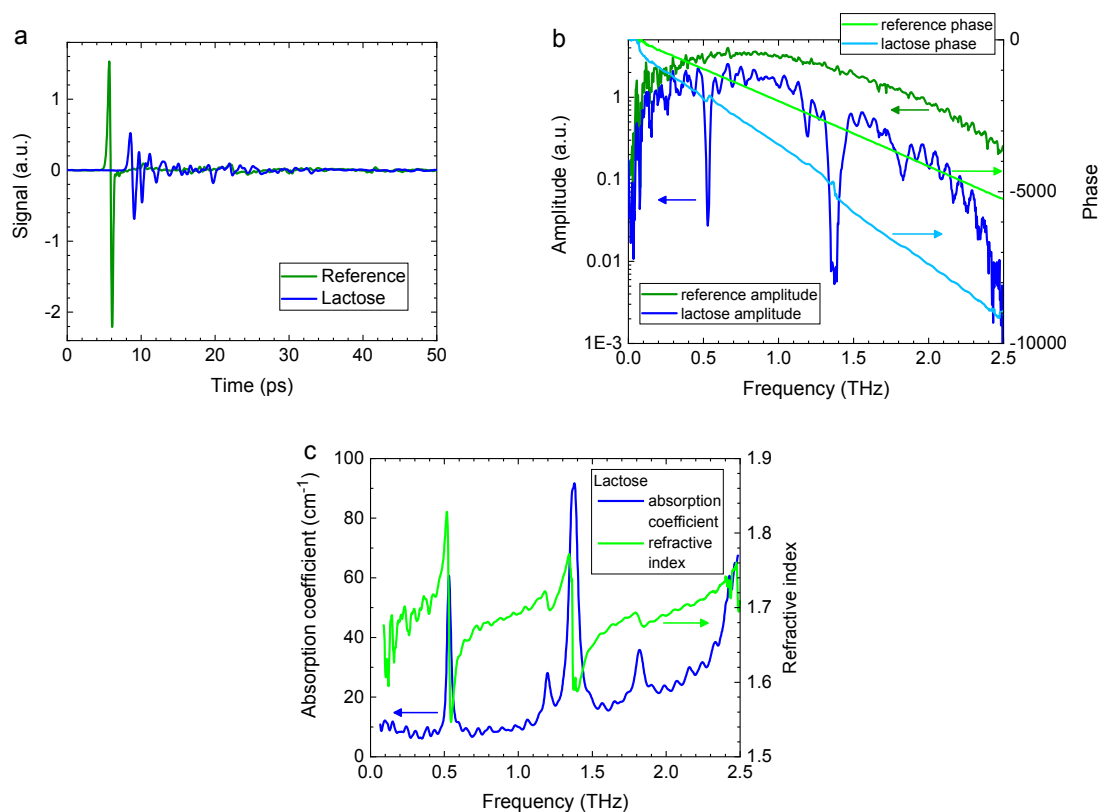 a
Signal (a.u.)
1
0
-1
-2
Reference
Lactose
0 10 20 30 40 50
Time (ps)
b
reference phase
lactose phase
Amplitude (a.u.)
1
0.1
0.01
1E-3
reference amplitude
lactose amplitude
0
-5000
-10000
Phase
0.0 0.5 1.0 1.5 2.0 2.5
Frequency (THz)
c
Absorption coefficient (cm⁻¹)
100
80
60
40
20
0
Lactose
absorption
coefficient
refractive
index
1.9
1.8
1.7
1.6
1.5
Refractive index
0.0 0.5 1.0 1.5 2.0 2.5
Frequency (THz)